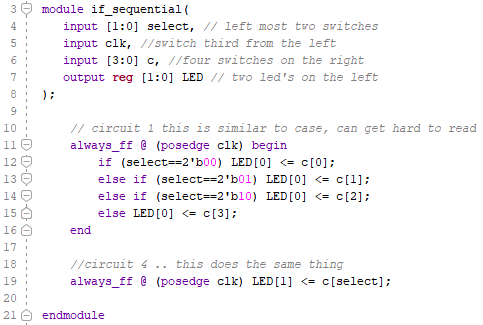 3 module if_sequential(
4 input [1:0] select, // left most two switches
5 input clk, //switch third from the left
6 input [3:0] c, //four switches on the right
7 output reg [1:0] LED // two led's on the left
8 );
9
10 // circuit 1 this is similar to case, can get hard to read
11 always_ff @ (posedge clk) begin
12 if (select==2'b00) LED[0] <= c[0];
13 else if (select==2'b01) LED[0] <= c[1];
14 else if (select==2'b10) LED[0] <= c[2];
15 else LED[0] <= c[3];
16 end
17
18 //circuit 4 .. this does the same thing
19 always_ff @ (posedge clk) LED[1] <= c[select];
20
21 endmodule